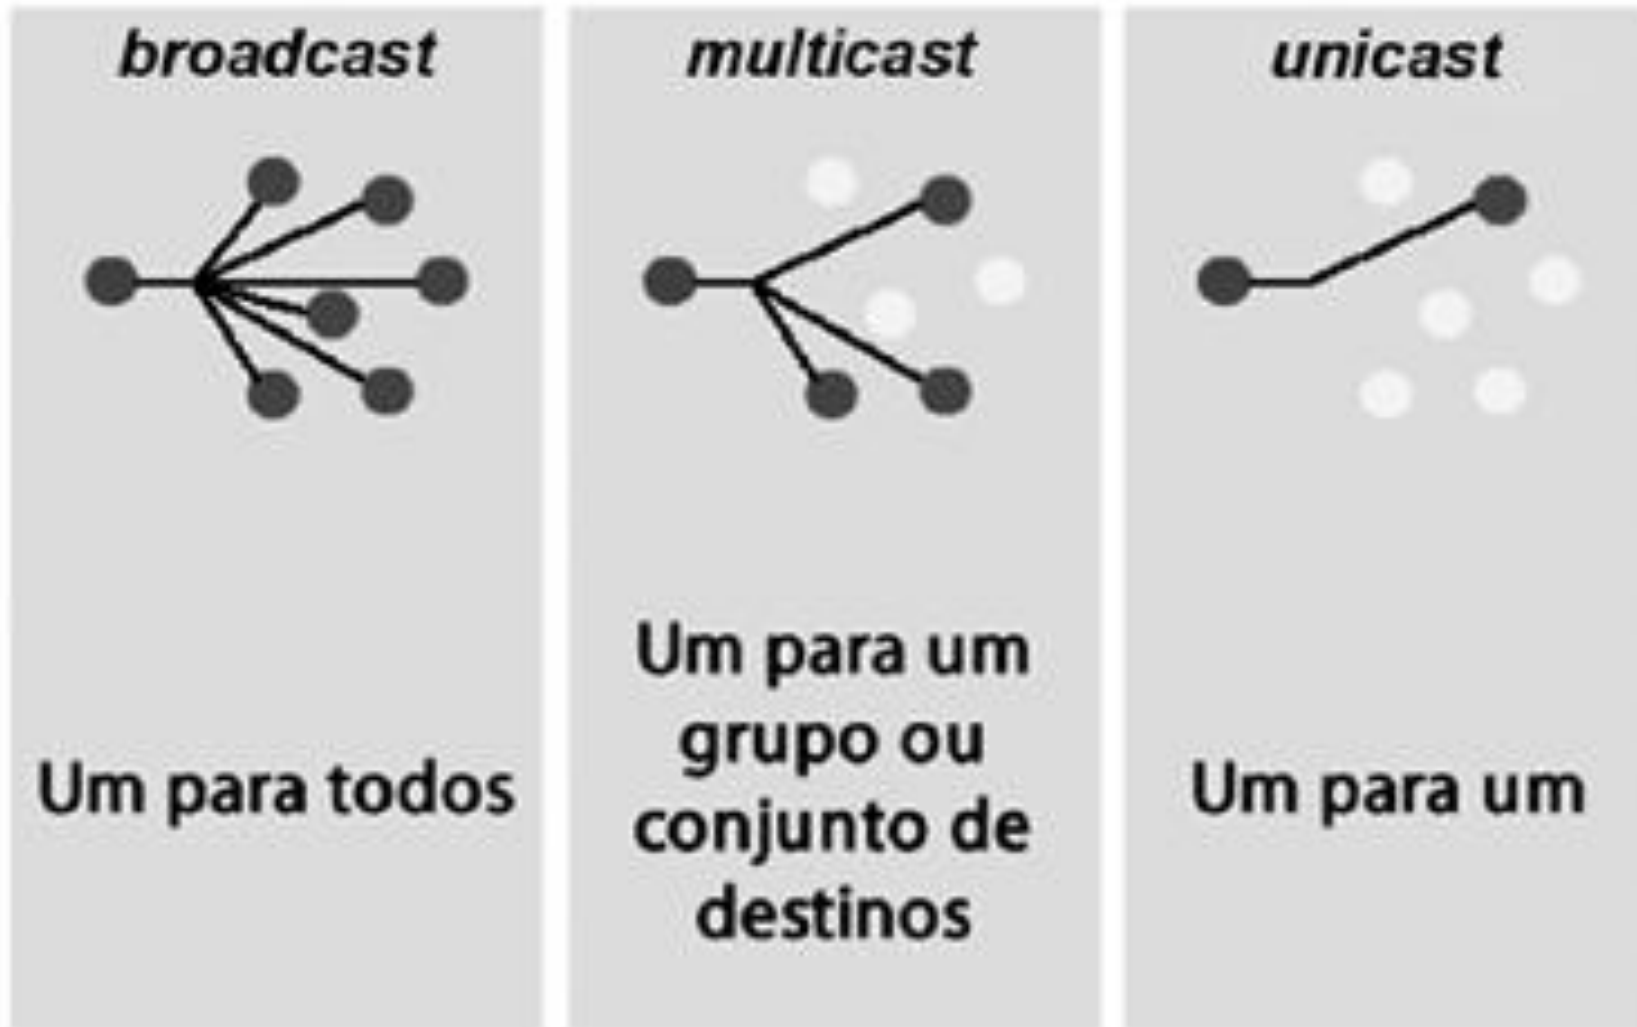 broadcast
Um para todos
multicast
Um para um
grupo ou
conjunto de
destinos
unicast
Um para um